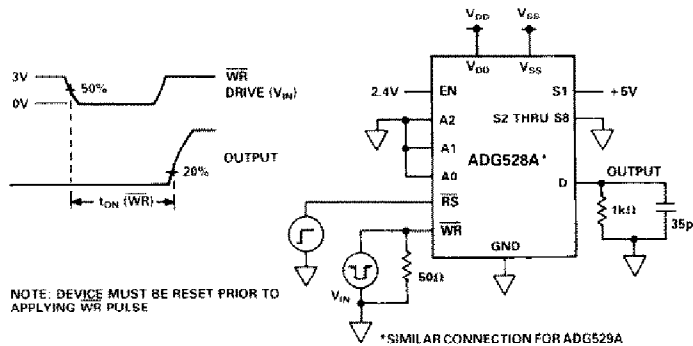 3V
0V
50%
WR
DRIVE (VIN)
OUTPUT
20%
tON (WR)
NOTE: DEVICE MUST BE RESET PRIOR TO
APPLYING WR PULSE
VDD
VSS
VDD
VSS
2.4V
EN
A2
A1
A0
RS
WR
S1
+5V
S2 THRU S8
ADG528A*
D
OUTPUT
1kΩ
35p
GND
VIN
50Ω
*SIMILAR CONNECTION FOR ADG529A